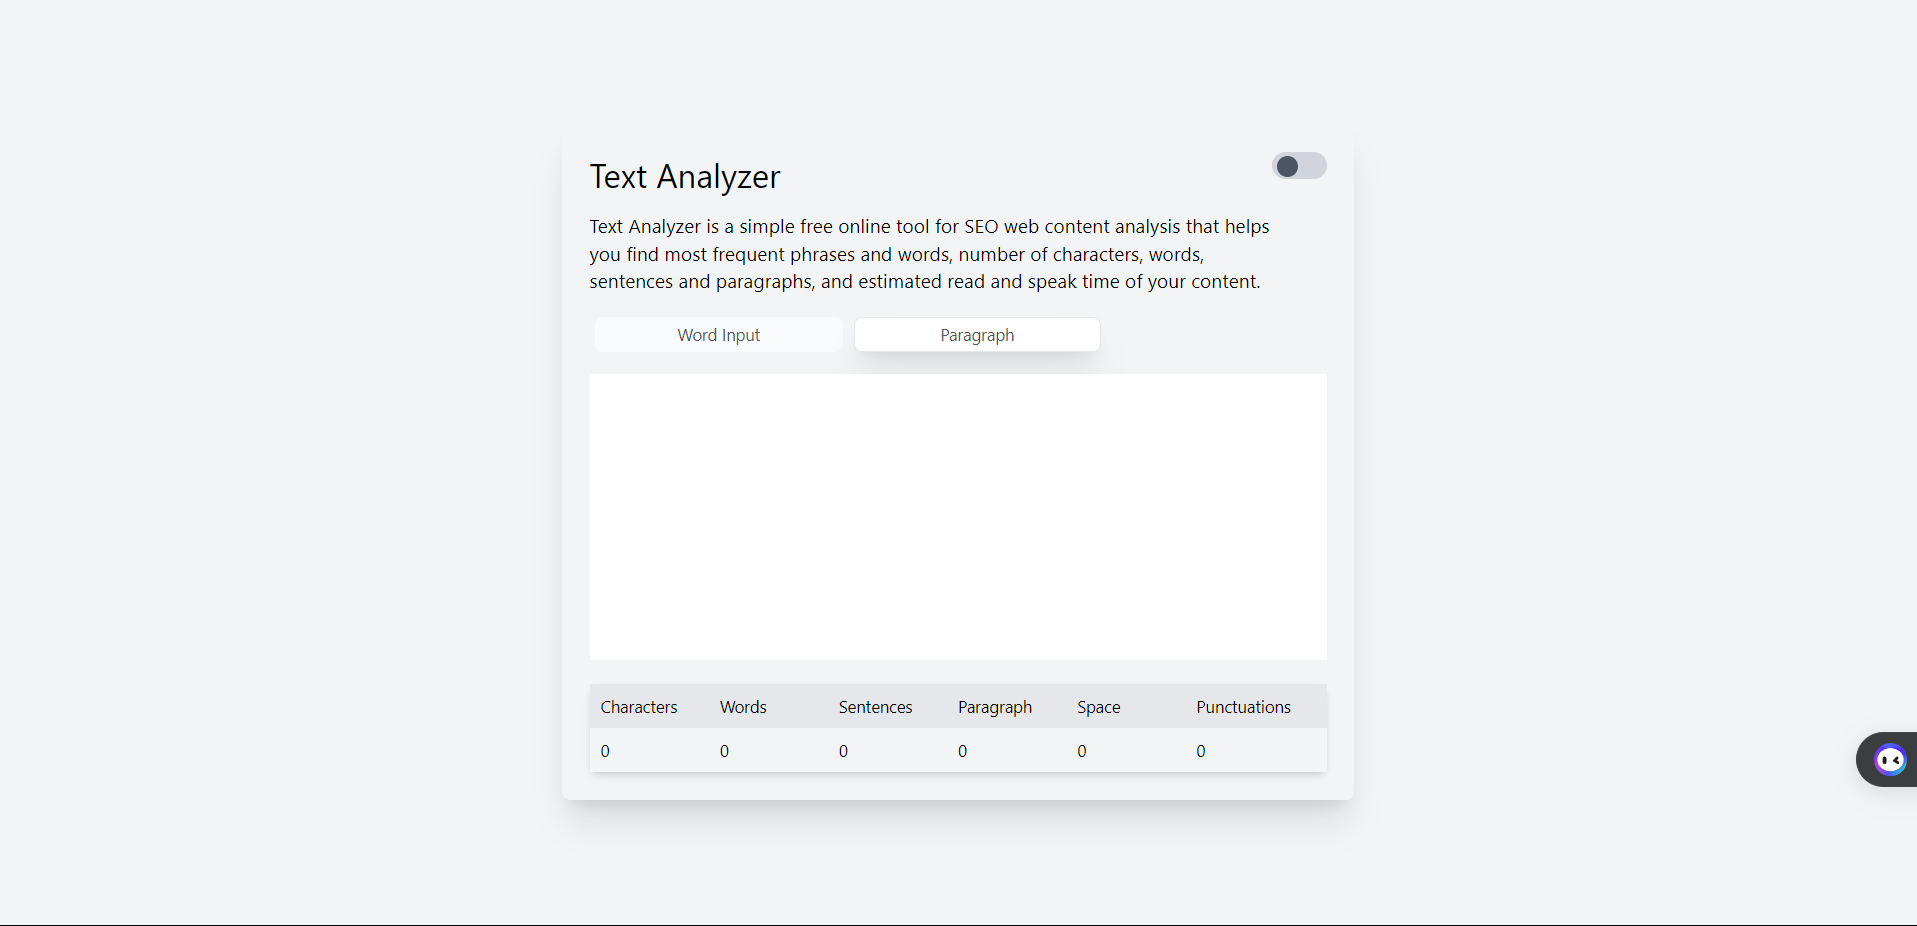 Text Analyzer
Text Analyzer is a simple free online tool for SEO web content analysis that helps
you find most frequent phrases and words, number of characters, words,
sentences and paragraphs, and estimated read and speak time of your content.
Word Input Paragraph
Characters Words Sentences Paragraph Space Punctuations
0 0 0 0 0 0